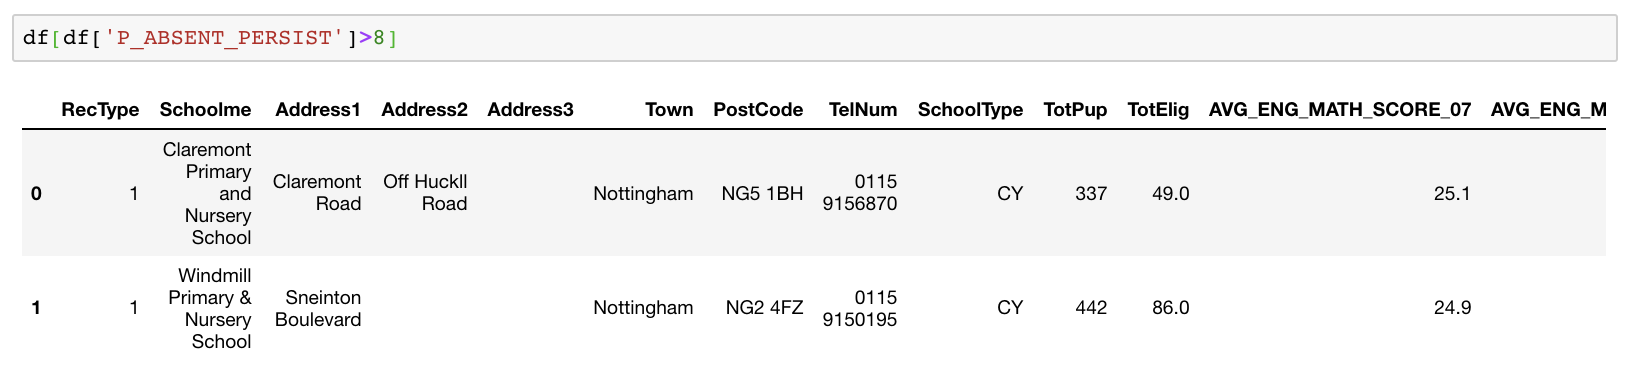 df[df['P_ABSENT_PERSIST']>8]
RecType Schoolme Address1 Address2 Address3 Town PostCode TelNum SchoolType TotPup TotElig AVG_ENG_MATH_SCORE_07 AVG_ENG_M
0 1 Claremont Primary and Nursery School Claremont Road Off Huckll Road Nottingham NG5 1BH 0115 9156870 CY 337 49.0 25.1
1 1 Windmill Primary & Nursery School Sneinton Boulevard Nottingham NG2 4FZ 0115 9150195 CY 442 86.0 24.9